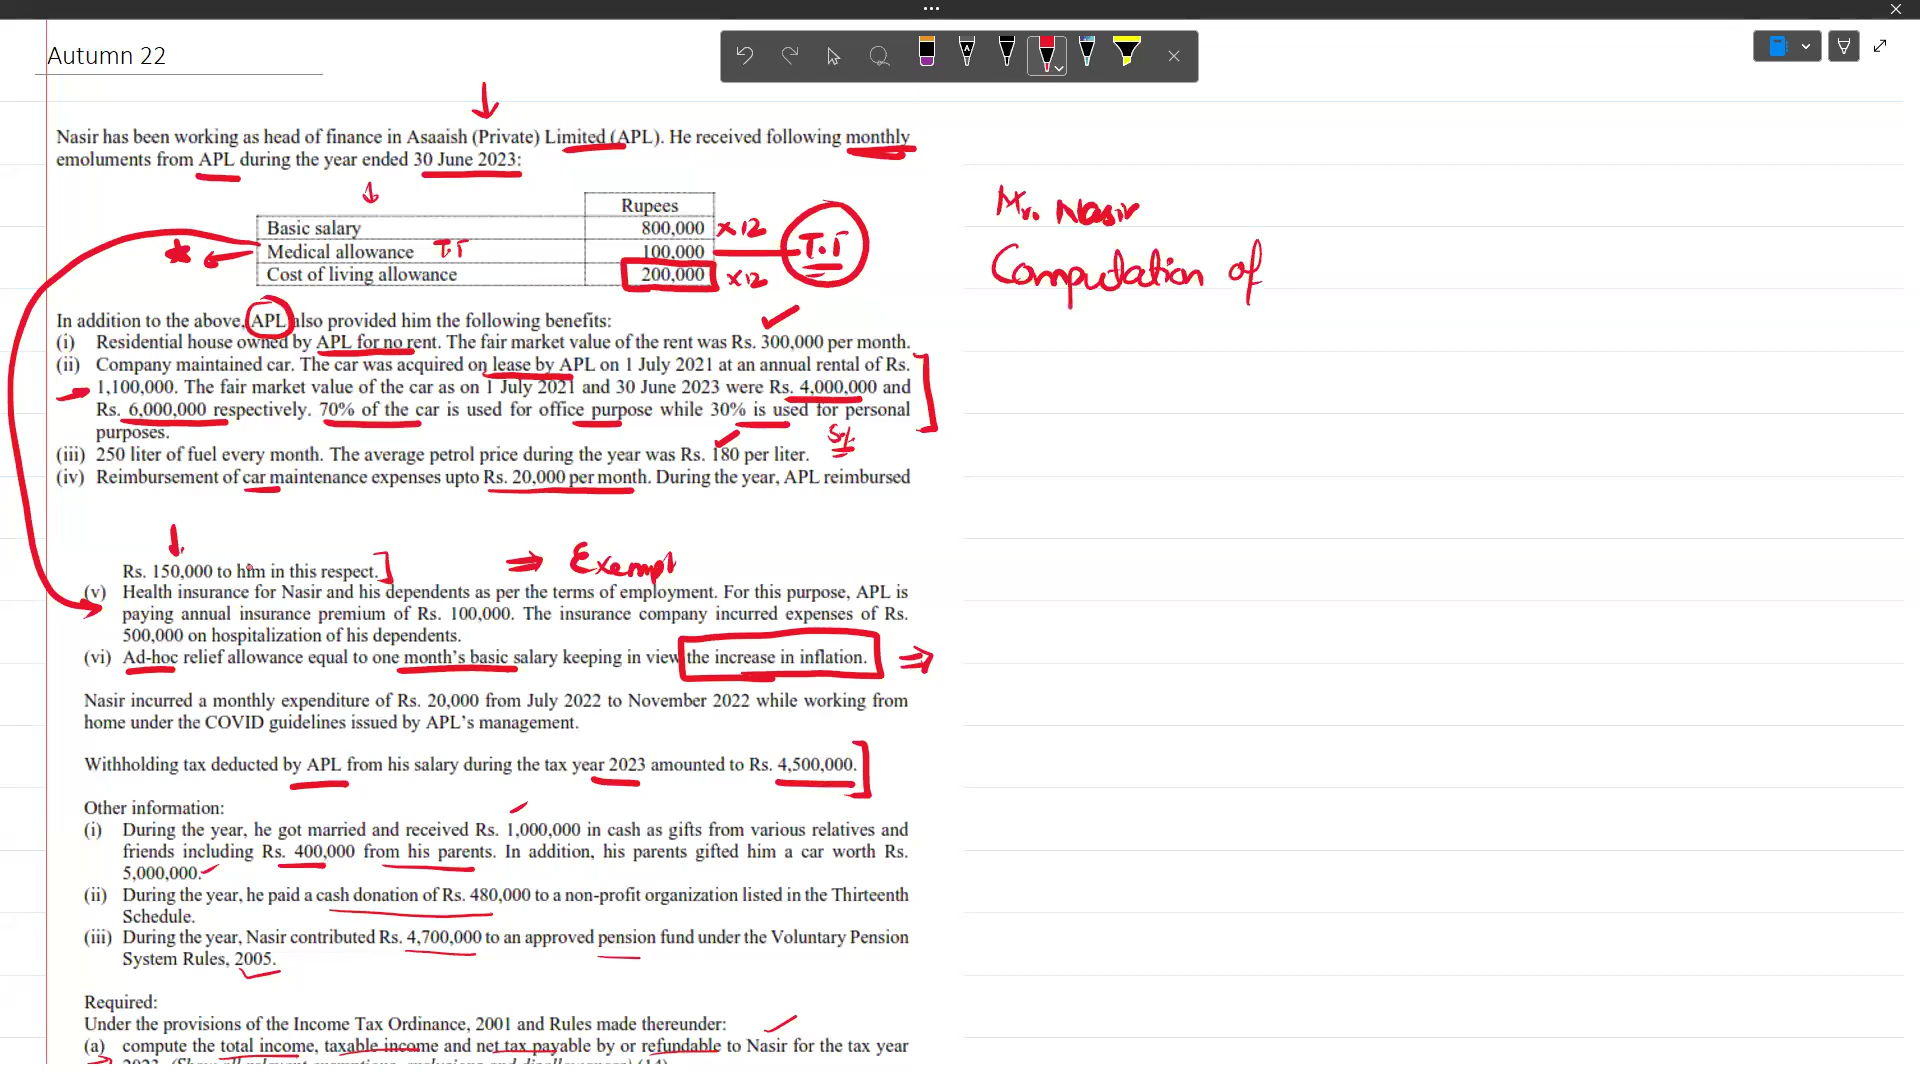 Autumn 22
Nasir has been working as head of finance in Asaaish (Private) Limited (APL). He received following monthly
emoluments from APL during the year ended 30 June 2023:
Rupees
Basic salary 800,000 x12
Medical allowance T.T 100,000 T.T
Cost of living allowance 200,000 x12
In addition to the above, APL also provided him the following benefits:
(i) Residential house owned by APL for no rent. The fair market value of the rent was Rs. 300,000 per month.
(ii) Company maintained car. The car was acquired on lease by APL on 1 July 2021 at an annual rental of Rs.
1,100,000. The fair market value of the car as on 1 July 2021 and 30 June 2023 were Rs. 4,000,000 and
Rs. 6,000,000 respectively. 70% of the car is used for office purpose while 30% is used for personal
purposes.
5%
(iii) 250 liter of fuel every month. The average petrol price during the year was Rs. 180 per liter.
(iv) Reimbursement of car maintenance expenses upto Rs. 20,000 per month. During the year, APL reimbursed
Rs. 150,000 to him in this respect. ⇒ Exempt
(v) Health insurance for Nasir and his dependents as per the terms of employment. For this purpose, APL is
paying annual insurance premium of Rs. 100,000. The insurance company incurred expenses of Rs.
500,000 on hospitalization of his dependents.
(vi) Ad-hoc relief allowance equal to one month's basic salary keeping in view the increase in inflation. ⇒
Nasir incurred a monthly expenditure of Rs. 20,000 from July 2022 to November 2022 while working from
home under the COVID guidelines issued by APL's management.
Withholding tax deducted by APL from his salary during the tax year 2023 amounted to Rs. 4,500,000.
Other information:
(i) During the year, he got married and received Rs. 1,000,000 in cash as gifts from various relatives and
friends including Rs. 400,000 from his parents. In addition, his parents gifted him a car worth Rs.
5,000,000.
(ii) During the year, he paid a cash donation of Rs. 480,000 to a non-profit organization listed in the Thirteenth
Schedule.
(iii) During the year, Nasir contributed Rs. 4,700,000 to an approved pension fund under the Voluntary Pension
System Rules, 2005.
Required:
Under the provisions of the Income Tax Ordinance, 2001 and Rules made thereunder:
(a) compute the total income, taxable income and net tax payable by or refundable to Nasir for the tax year
Mr. Nasir
Computation of